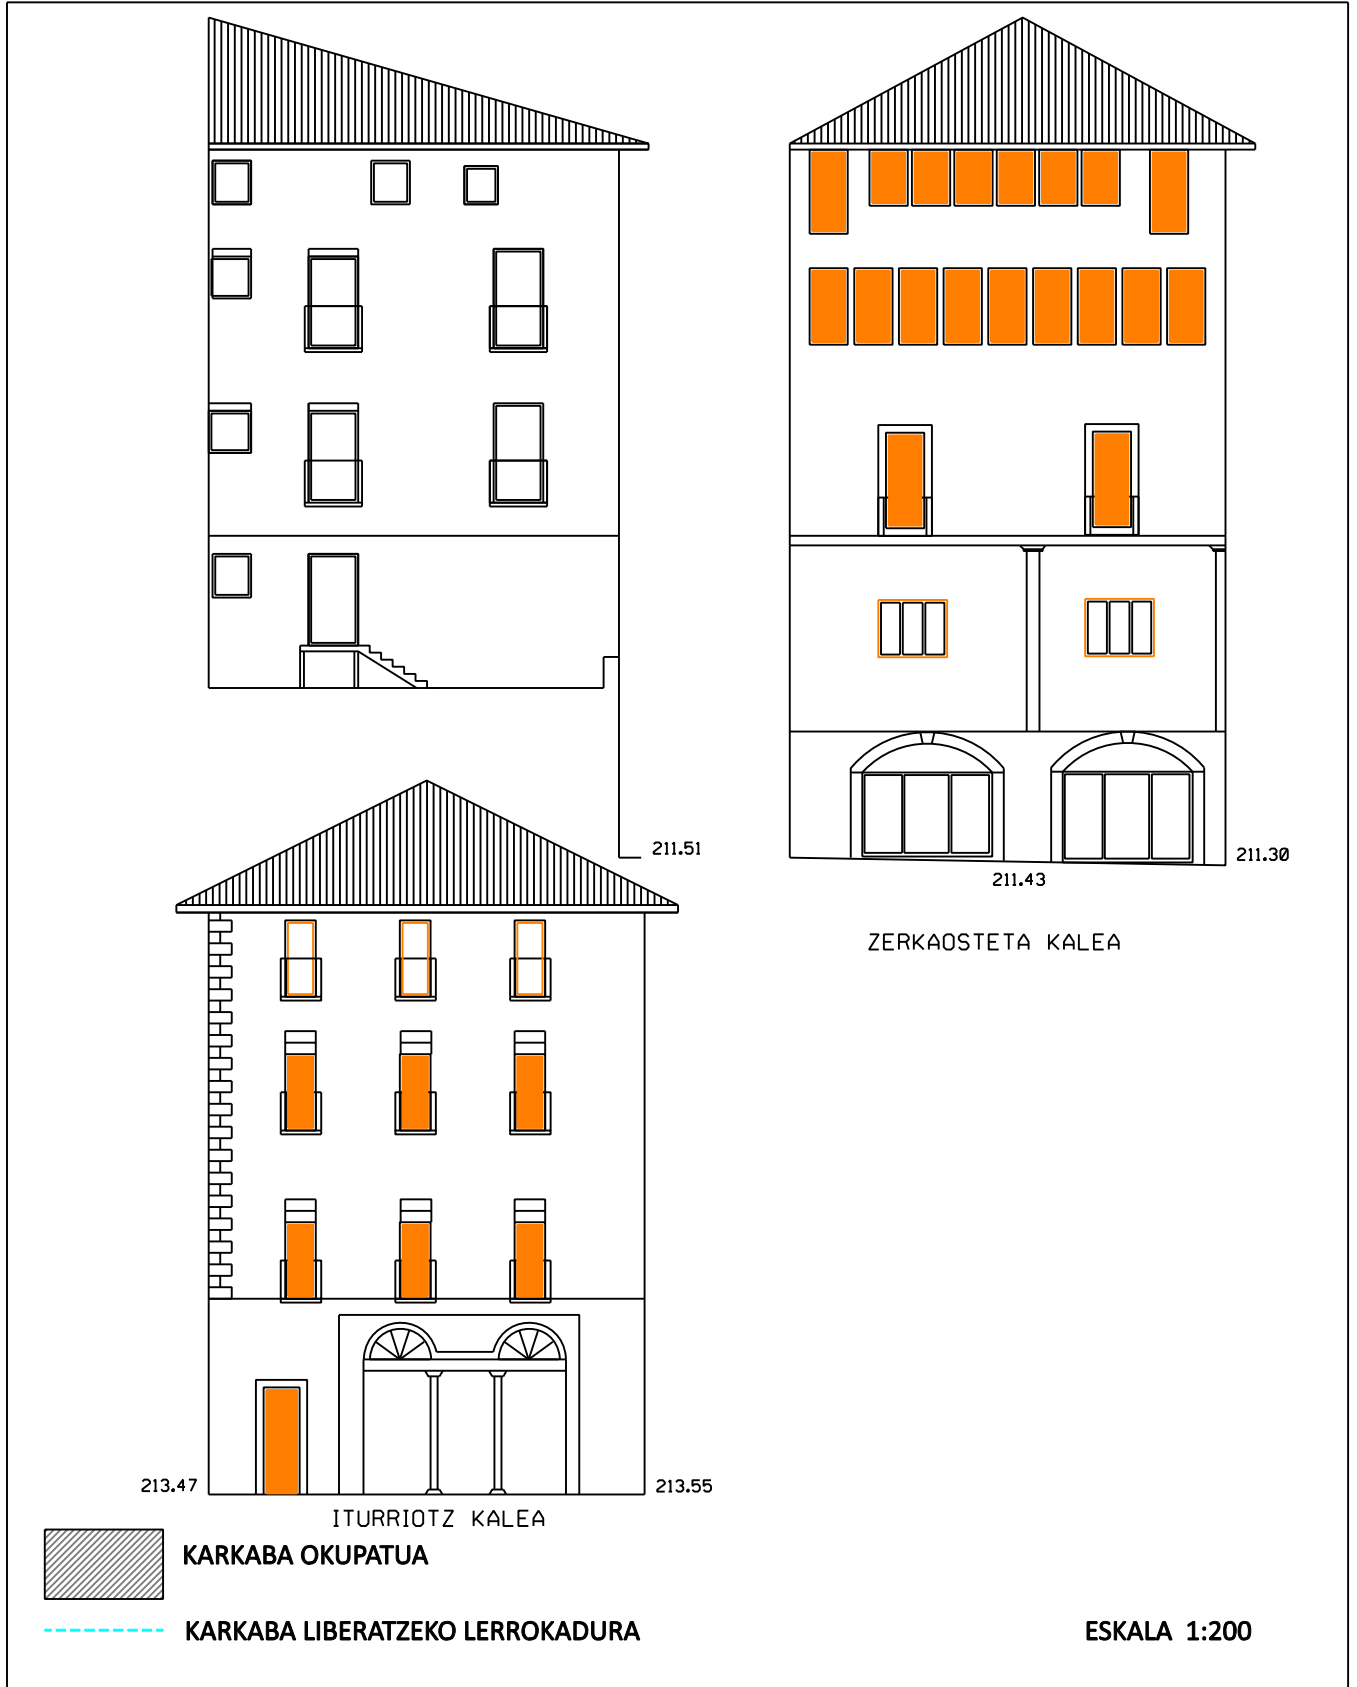 211.51
211.30
211.43
ZERKAOSTETA KALEA
213.47
213.55
ITURRIOTZ KALEA
KARKABA OKUPATUA
KARKABA LIBERATZEKO LERROKADURA
ESKALA 1:200